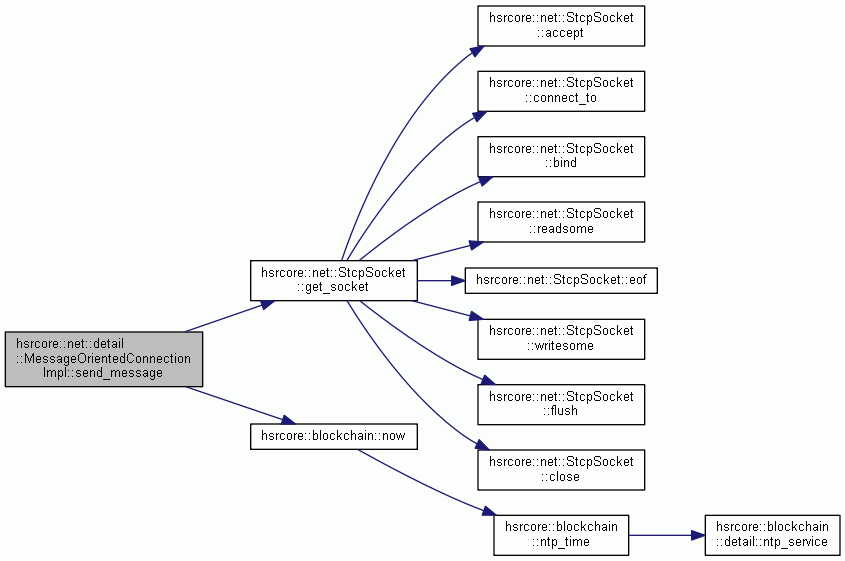 hsrcore::net::StcpSocket
::accept
hsrcore::net::StcpSocket
::connect_to
hsrcore::net::StcpSocket
::bind
hsrcore::net::StcpSocket
::readsome
hsrcore::net::StcpSocket
::get_socket
hsrcore::net::StcpSocket::eof
hsrcore::net::StcpSocket
::writesome
hsrcore::net::detail
::MessageOrientedConnection
Impl::send_message
hsrcore::net::StcpSocket
::flush
hsrcore::blockchain::now
hsrcore::net::StcpSocket
::close
hsrcore::blockchain
::ntp_time
hsrcore::blockchain
::detail::ntp_service